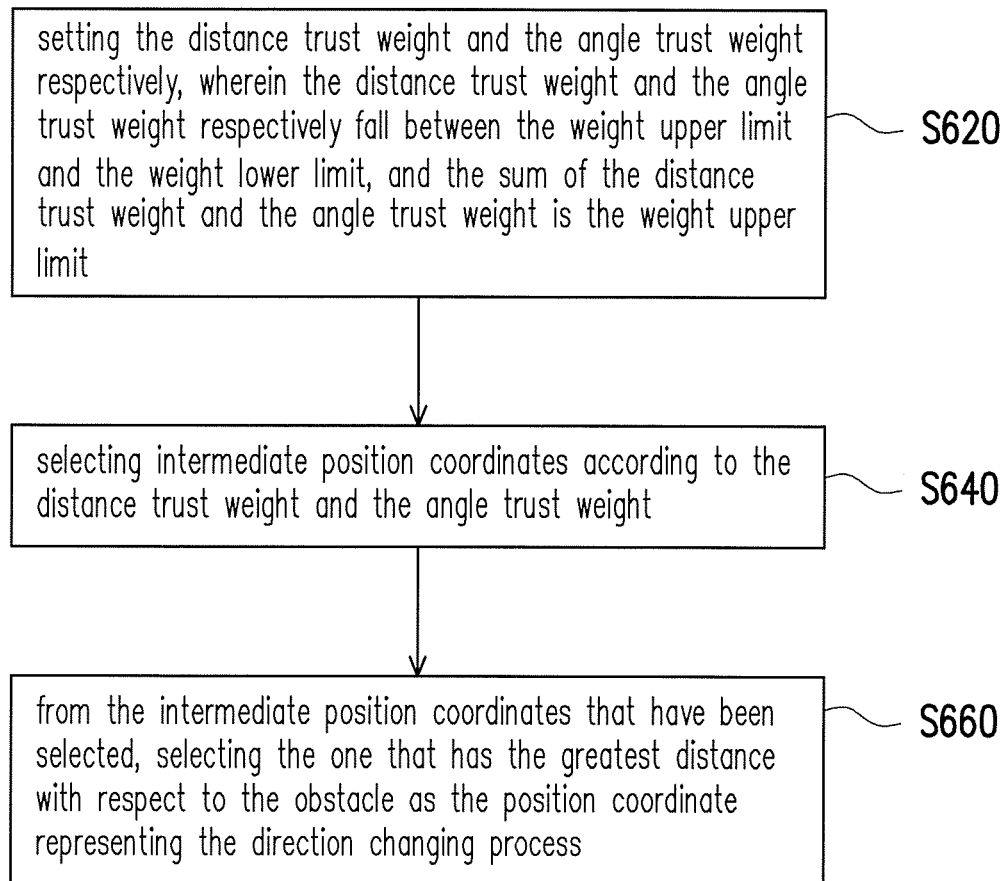 setting the distance trust weight and the angle trust weight
respectively, wherein the distance trust weight and the angle
trust weight respectively fall between the weight upper limit
and the weight lower limit, and the sum of the distance
trust weight and the angle trust weight is the weight upper
limit
S620
selecting intermediate position coordinates according to the
distance trust weight and the angle trust weight
S640
from the intermediate position coordinates that have been
selected, selecting the one that has the greatest distance
with respect to the obstacle as the position coordinate
representing the direction changing process
S660